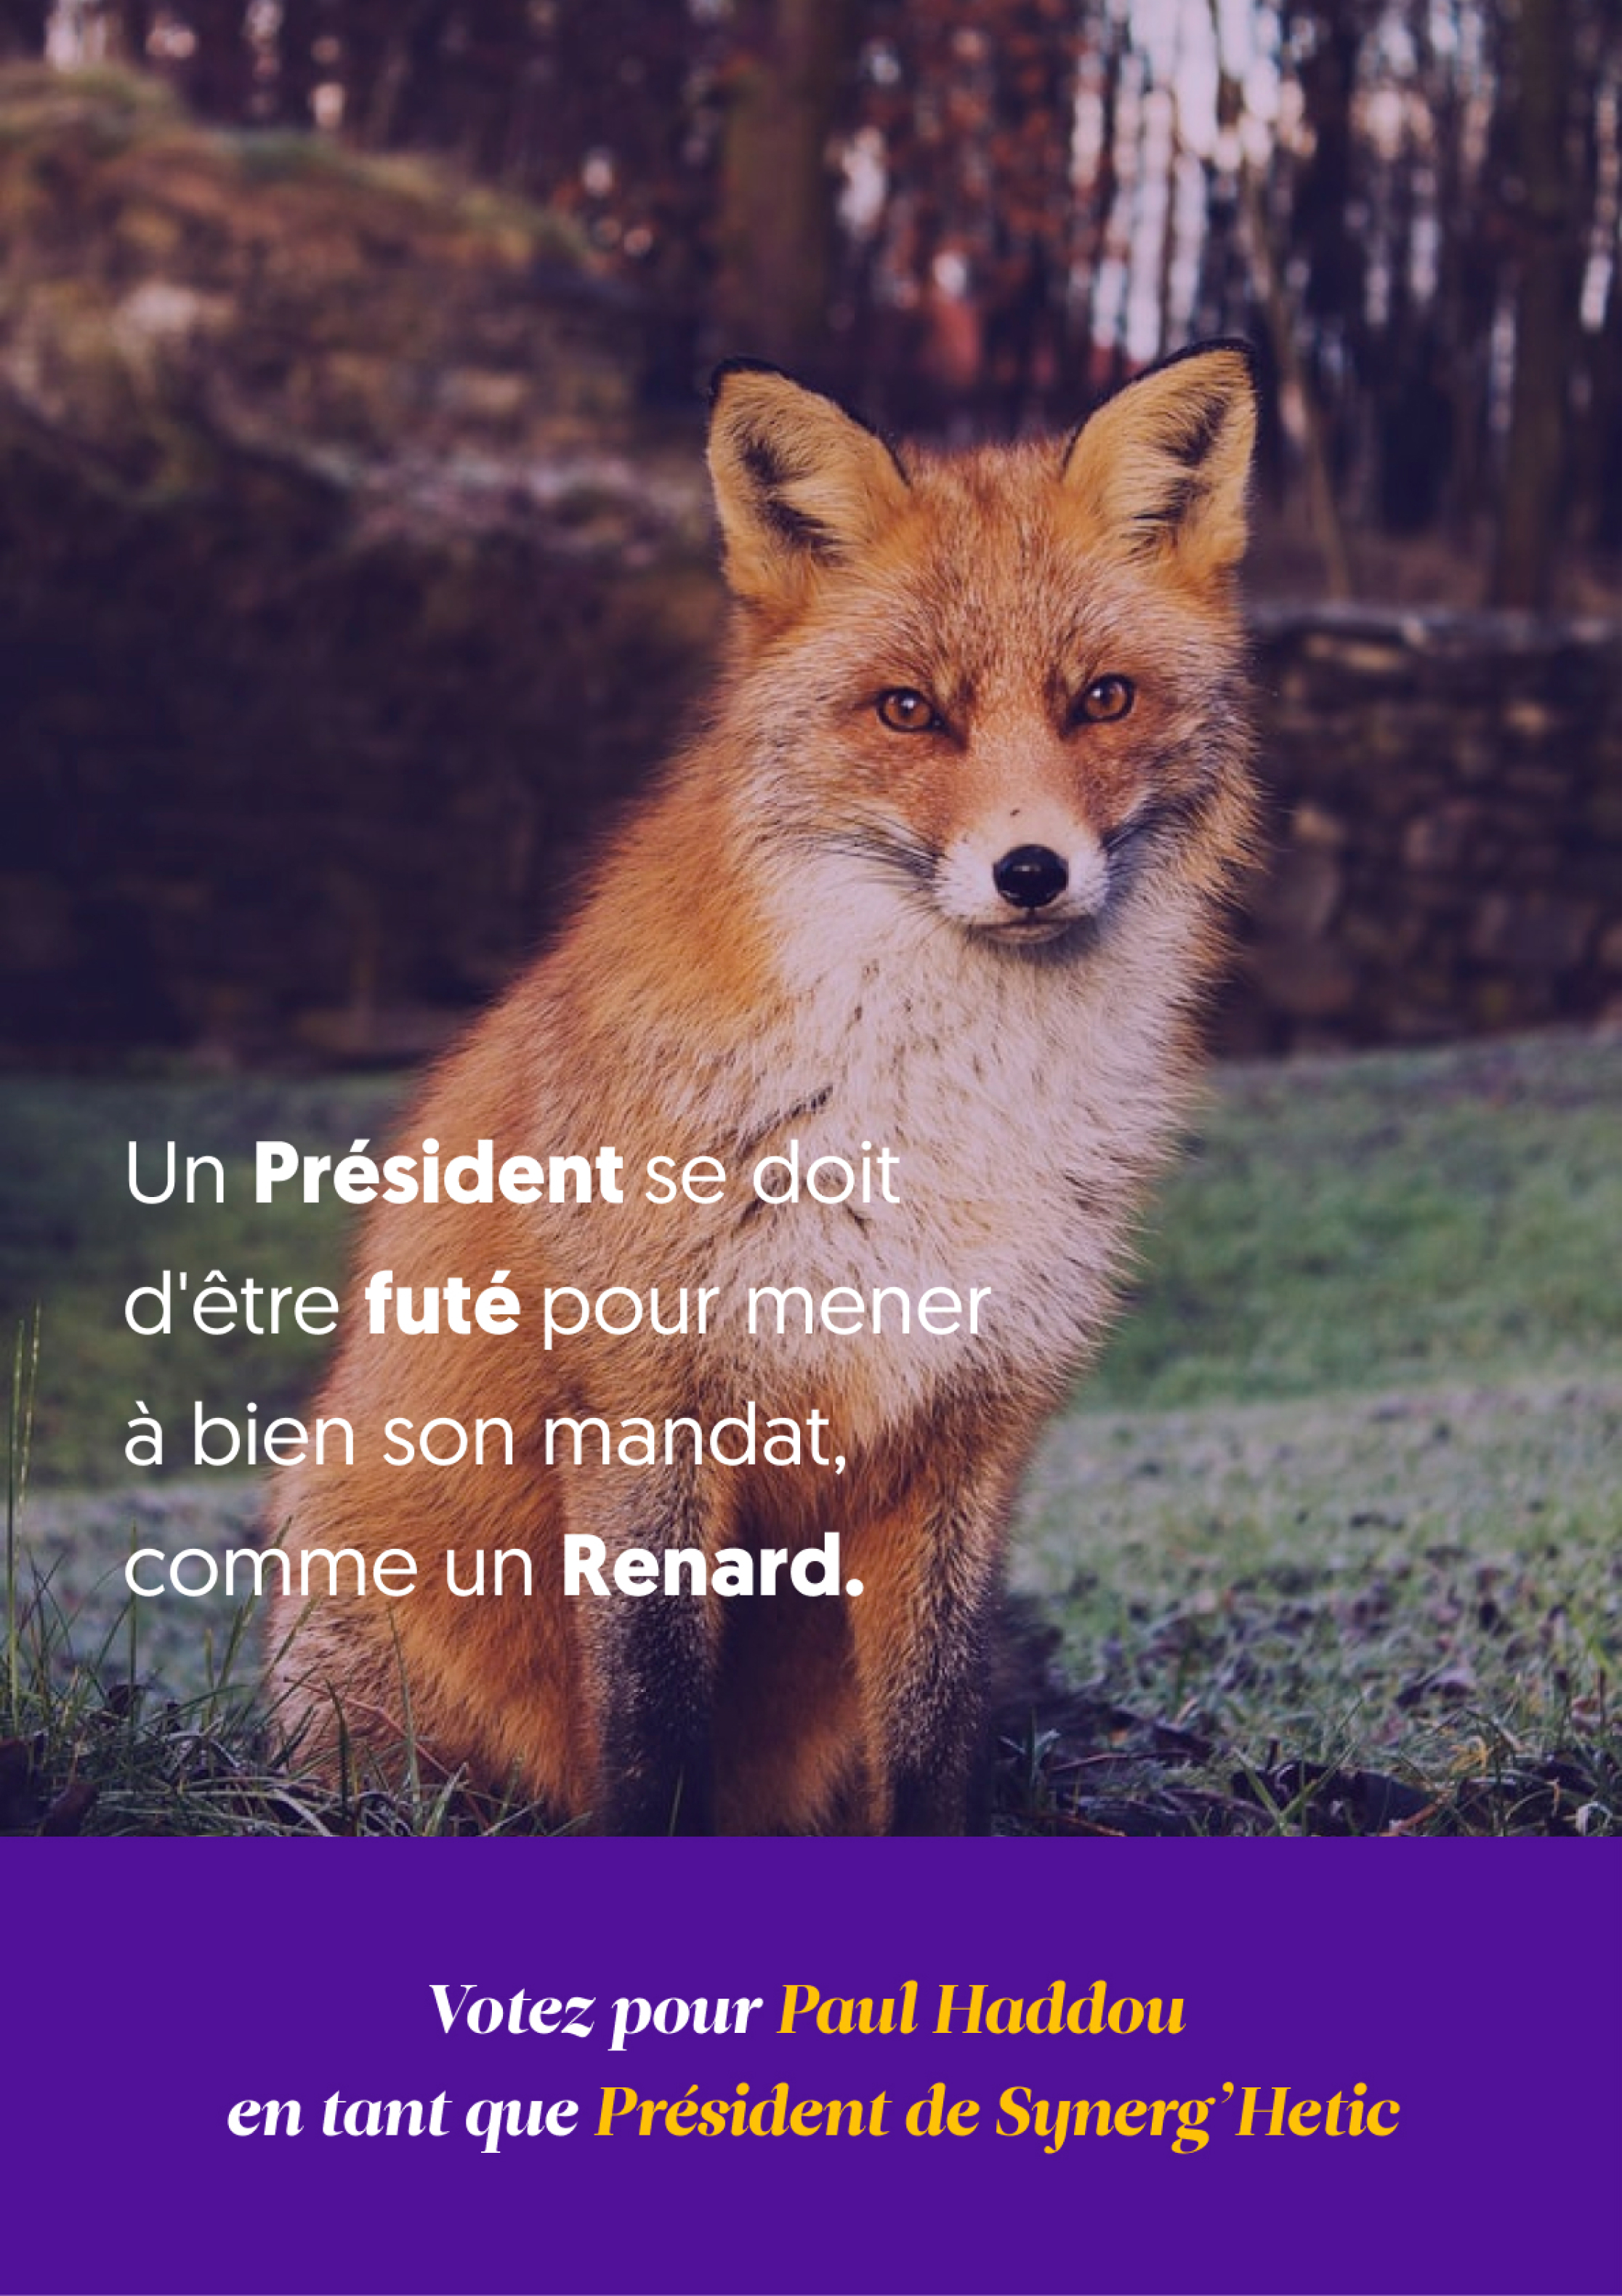 Un Président se doit
d'être futé pour mener
à bien son mandat,
comme un Renard.
Votez pour Paul Haddou
en tant que Président de Synerg’Hetic